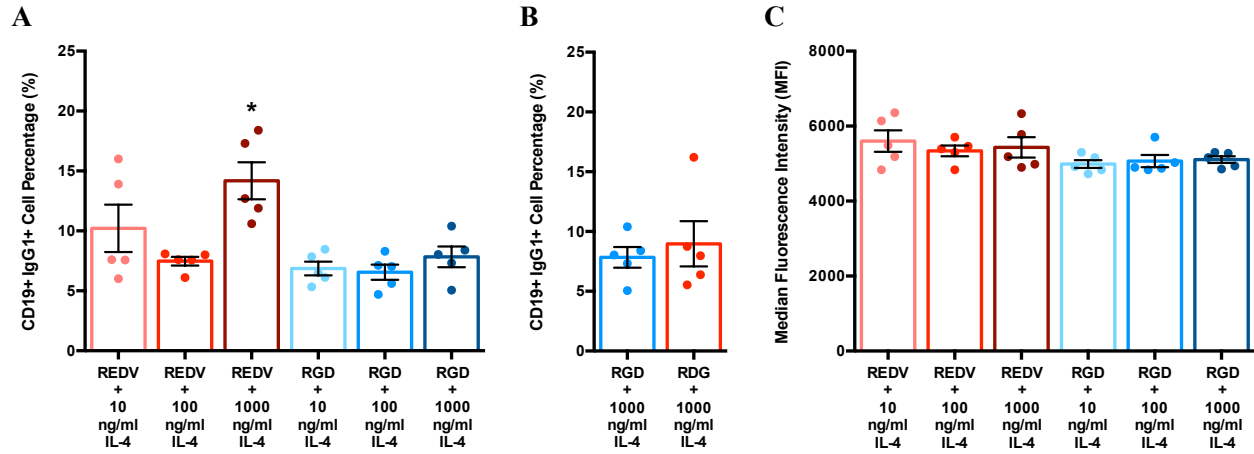 A
CD19+ IgG1+ Cell Percentage (%)
25
20
15
10
5
0
*
REDV + 10 ng/ml IL-4
REDV + 100 ng/ml IL-4
REDV + 1000 ng/ml IL-4
RGD + 10 ng/ml IL-4
RGD + 100 ng/ml IL-4
RGD + 1000 ng/ml IL-4
B
CD19+ IgG1+ Cell Percentage (%)
25
20
15
10
5
0
RGD + 1000 ng/ml IL-4
RDG + 1000 ng/ml IL-4
C
Median Fluorescence Intensity (MFI)
8000
6000
4000
2000
0
REDV + 10 ng/ml IL-4
REDV + 100 ng/ml IL-4
REDV + 1000 ng/ml IL-4
RGD + 10 ng/ml IL-4
RGD + 100 ng/ml IL-4
RGD + 1000 ng/ml IL-4